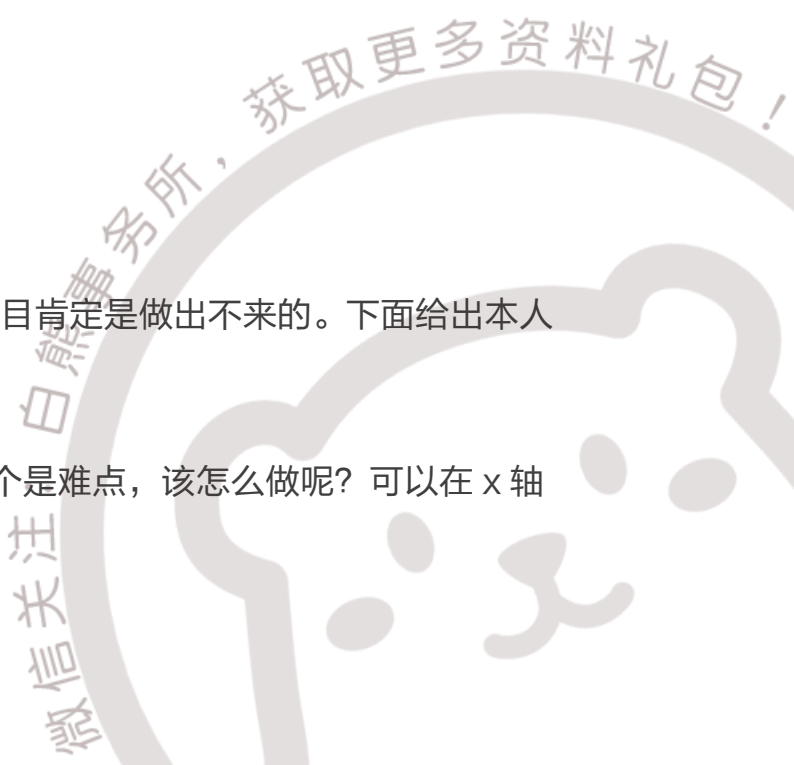 微信关注:白熊事务所,获取更多资料礼包!
目肯定是做出不来的。下面给出本人
个是难点,该怎么做呢?可以在 x 轴